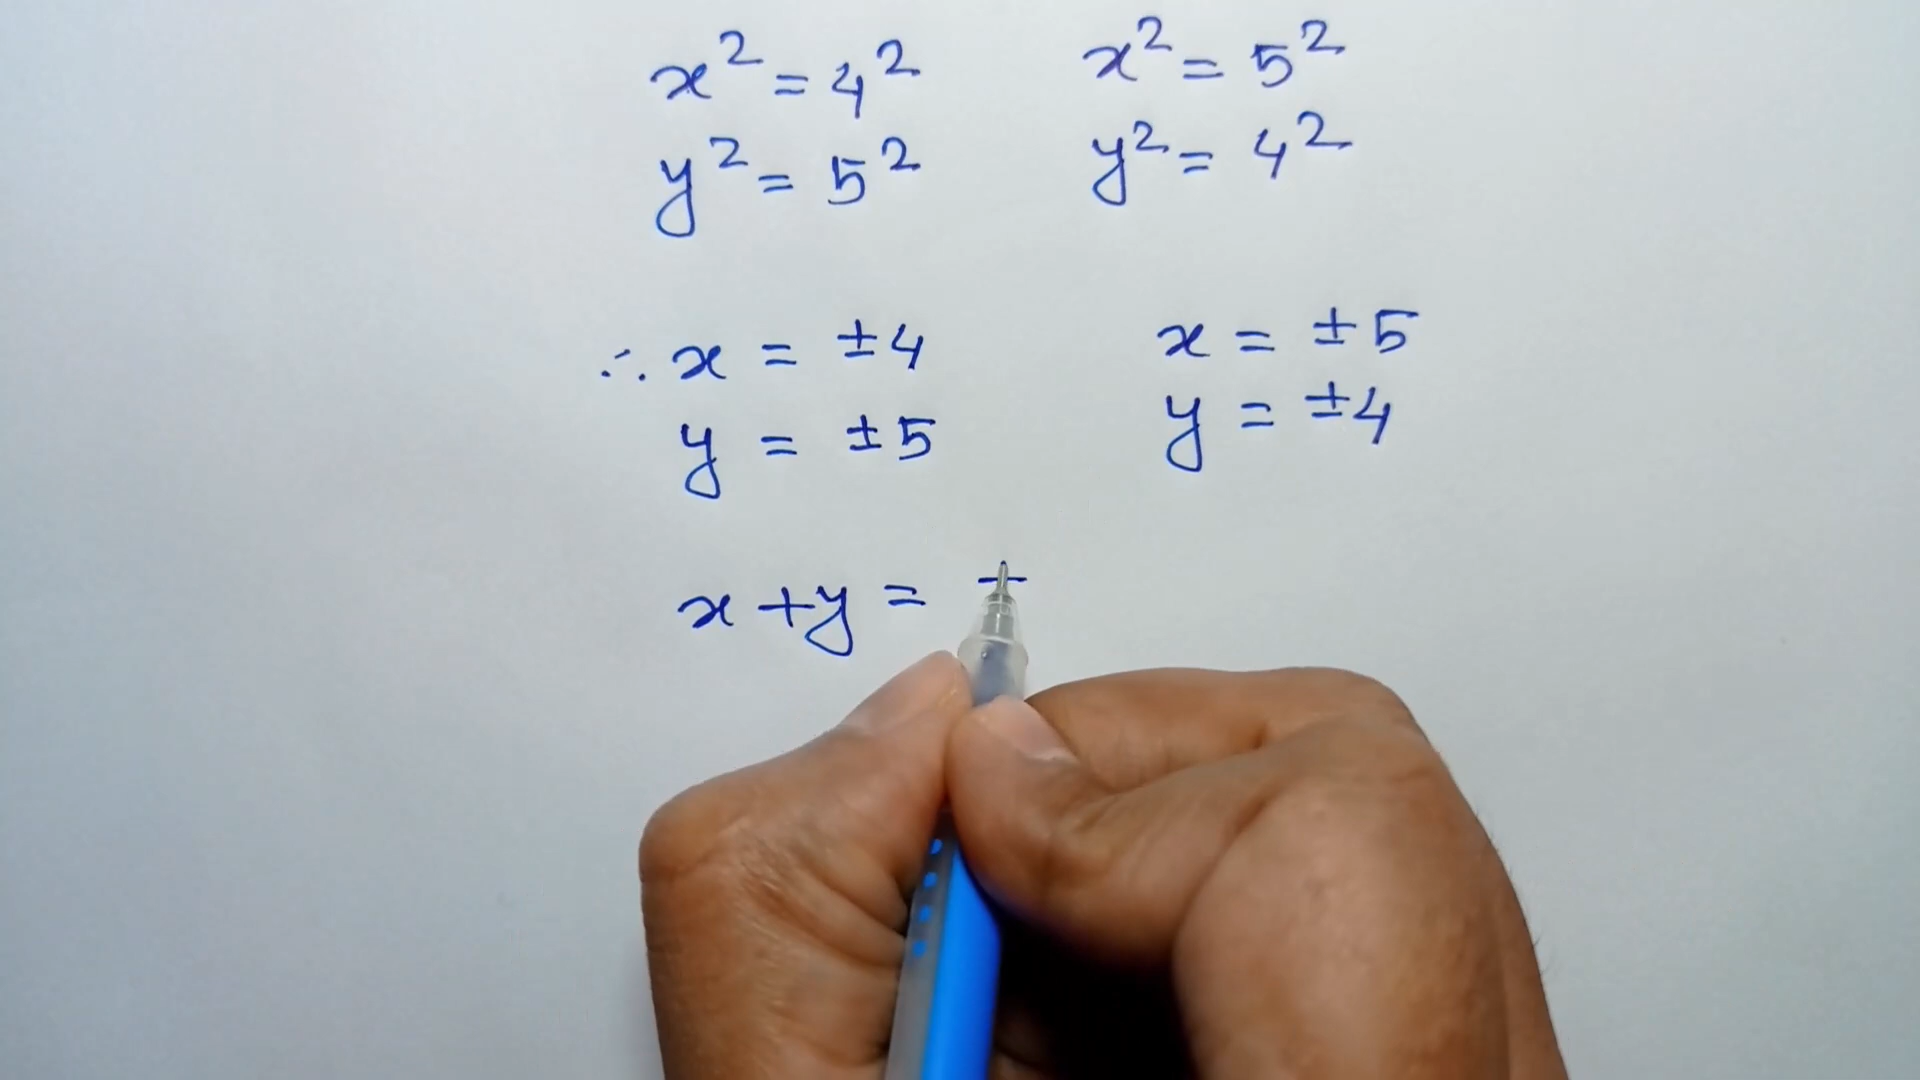 x² = 4² x² = 5²
y² = 5² y² = 4²
∴ x = ±4 x = ±5
y = ±5 y = ±4
x + y = +